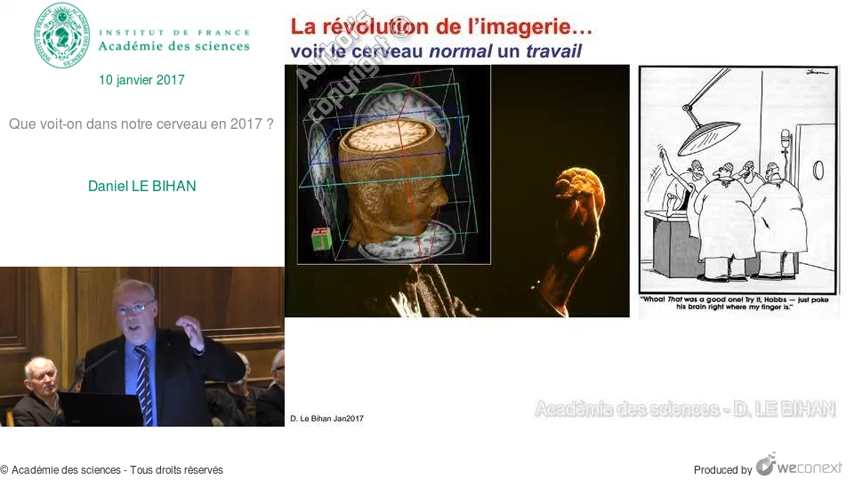 INSTITUT DE FRANCE
Académie des sciences
10 janvier 2017
Que voit-on dans notre cerveau en 2017 ?
Daniel LE BIHAN
La révolution de l'imagerie...
voir le cerveau normal un travail
Author's
copyright ©
"Whoa! That was a good one! Try it, Hobbs — just poke
his brain right where my finger is."
D. Le Bihan Jan2017
Académie des sciences - D. LE BIHAN
© Académie des sciences - Tous droits réservés
Produced by weconext